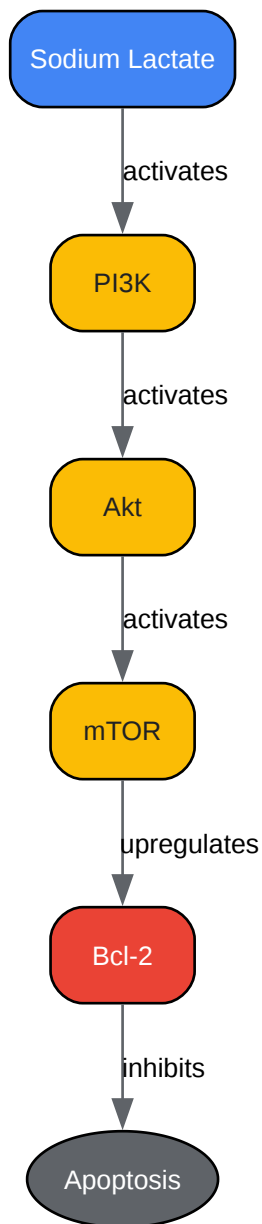 Sodium Lactate
activates
PI3K
activates
Akt
activates
mTOR
upregulates
Bcl-2
inhibits
Apoptosis